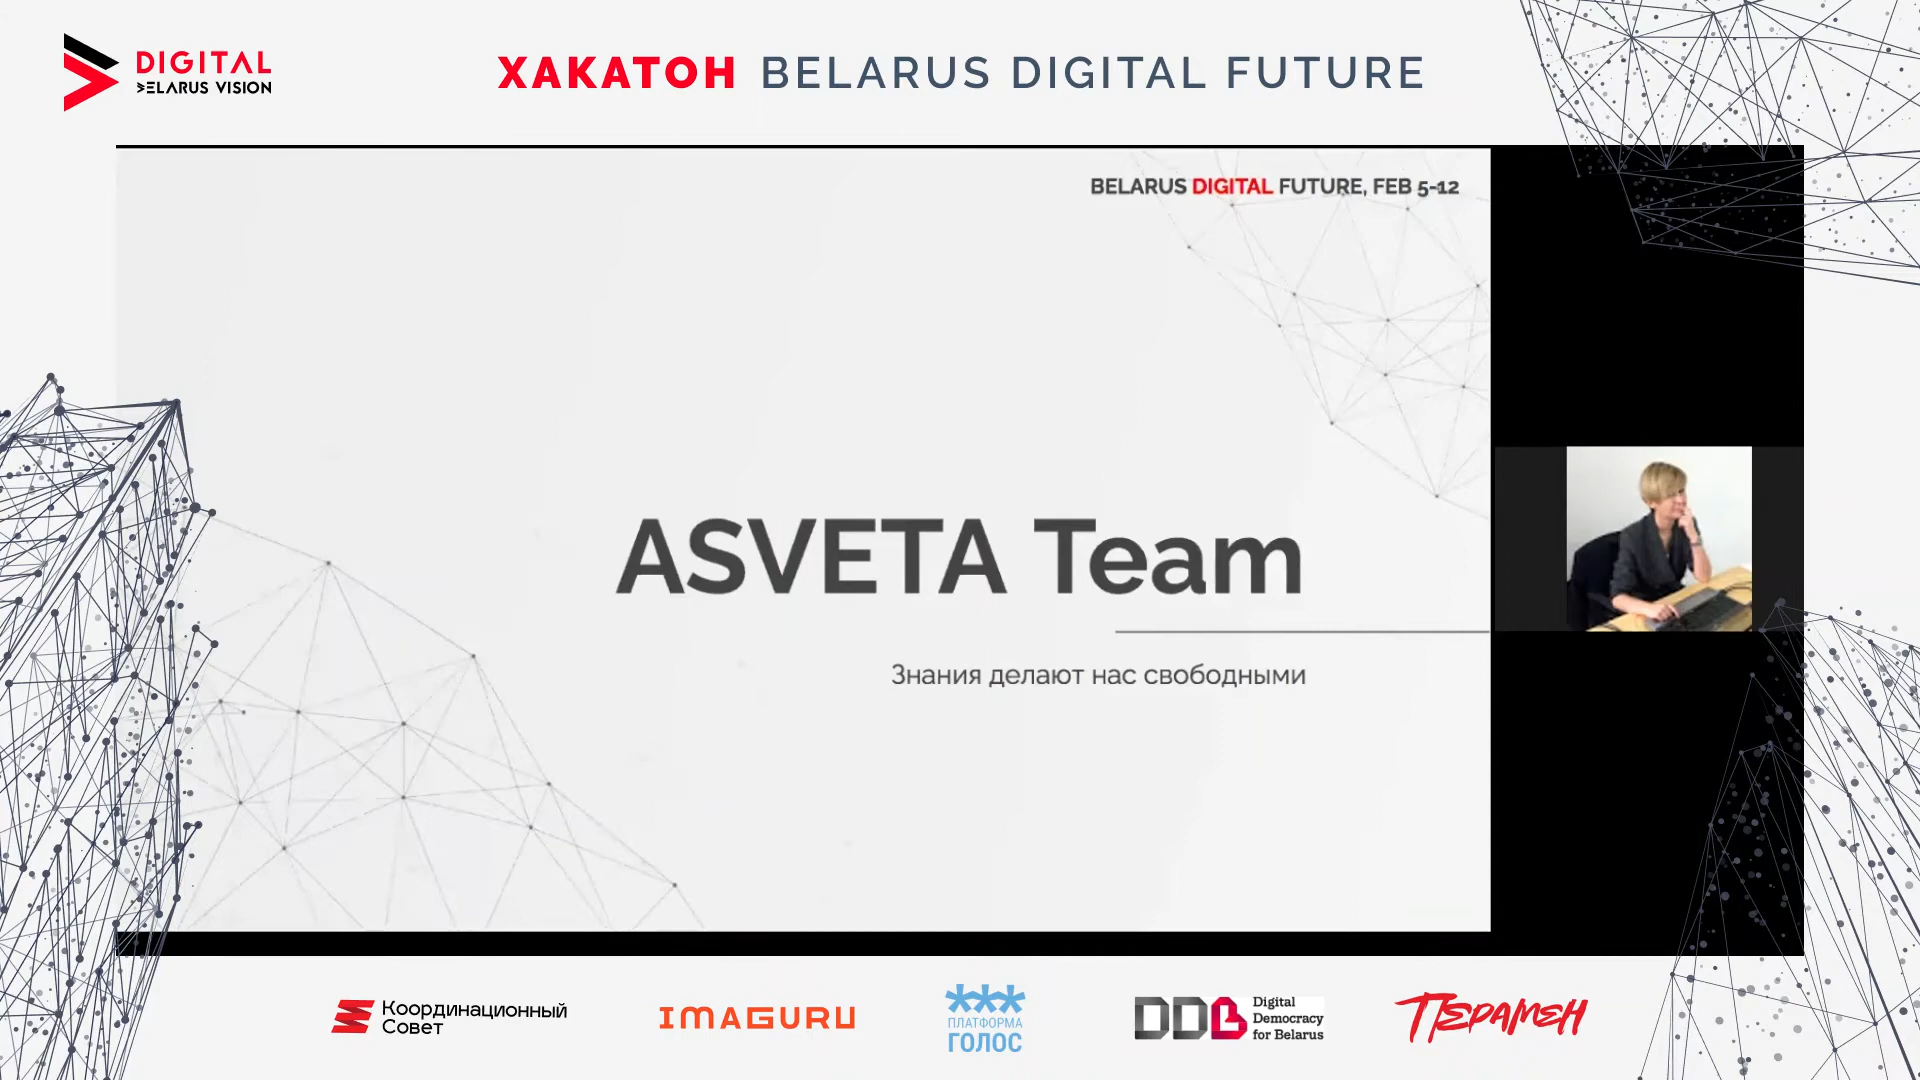 DIGITAL
BELARUS VISION
ХАКАТОН BELARUS DIGITAL FUTURE
BELARUS DIGITAL FUTURE, FEB 5-12
ASVETA Team
Знания делают нас свободными
Координационный
Совет
IMAGURU
ПЛАТФОРМА
ГОЛОС
DDB
Digital
Democracy
for Belarus
ПЕРАМЕН